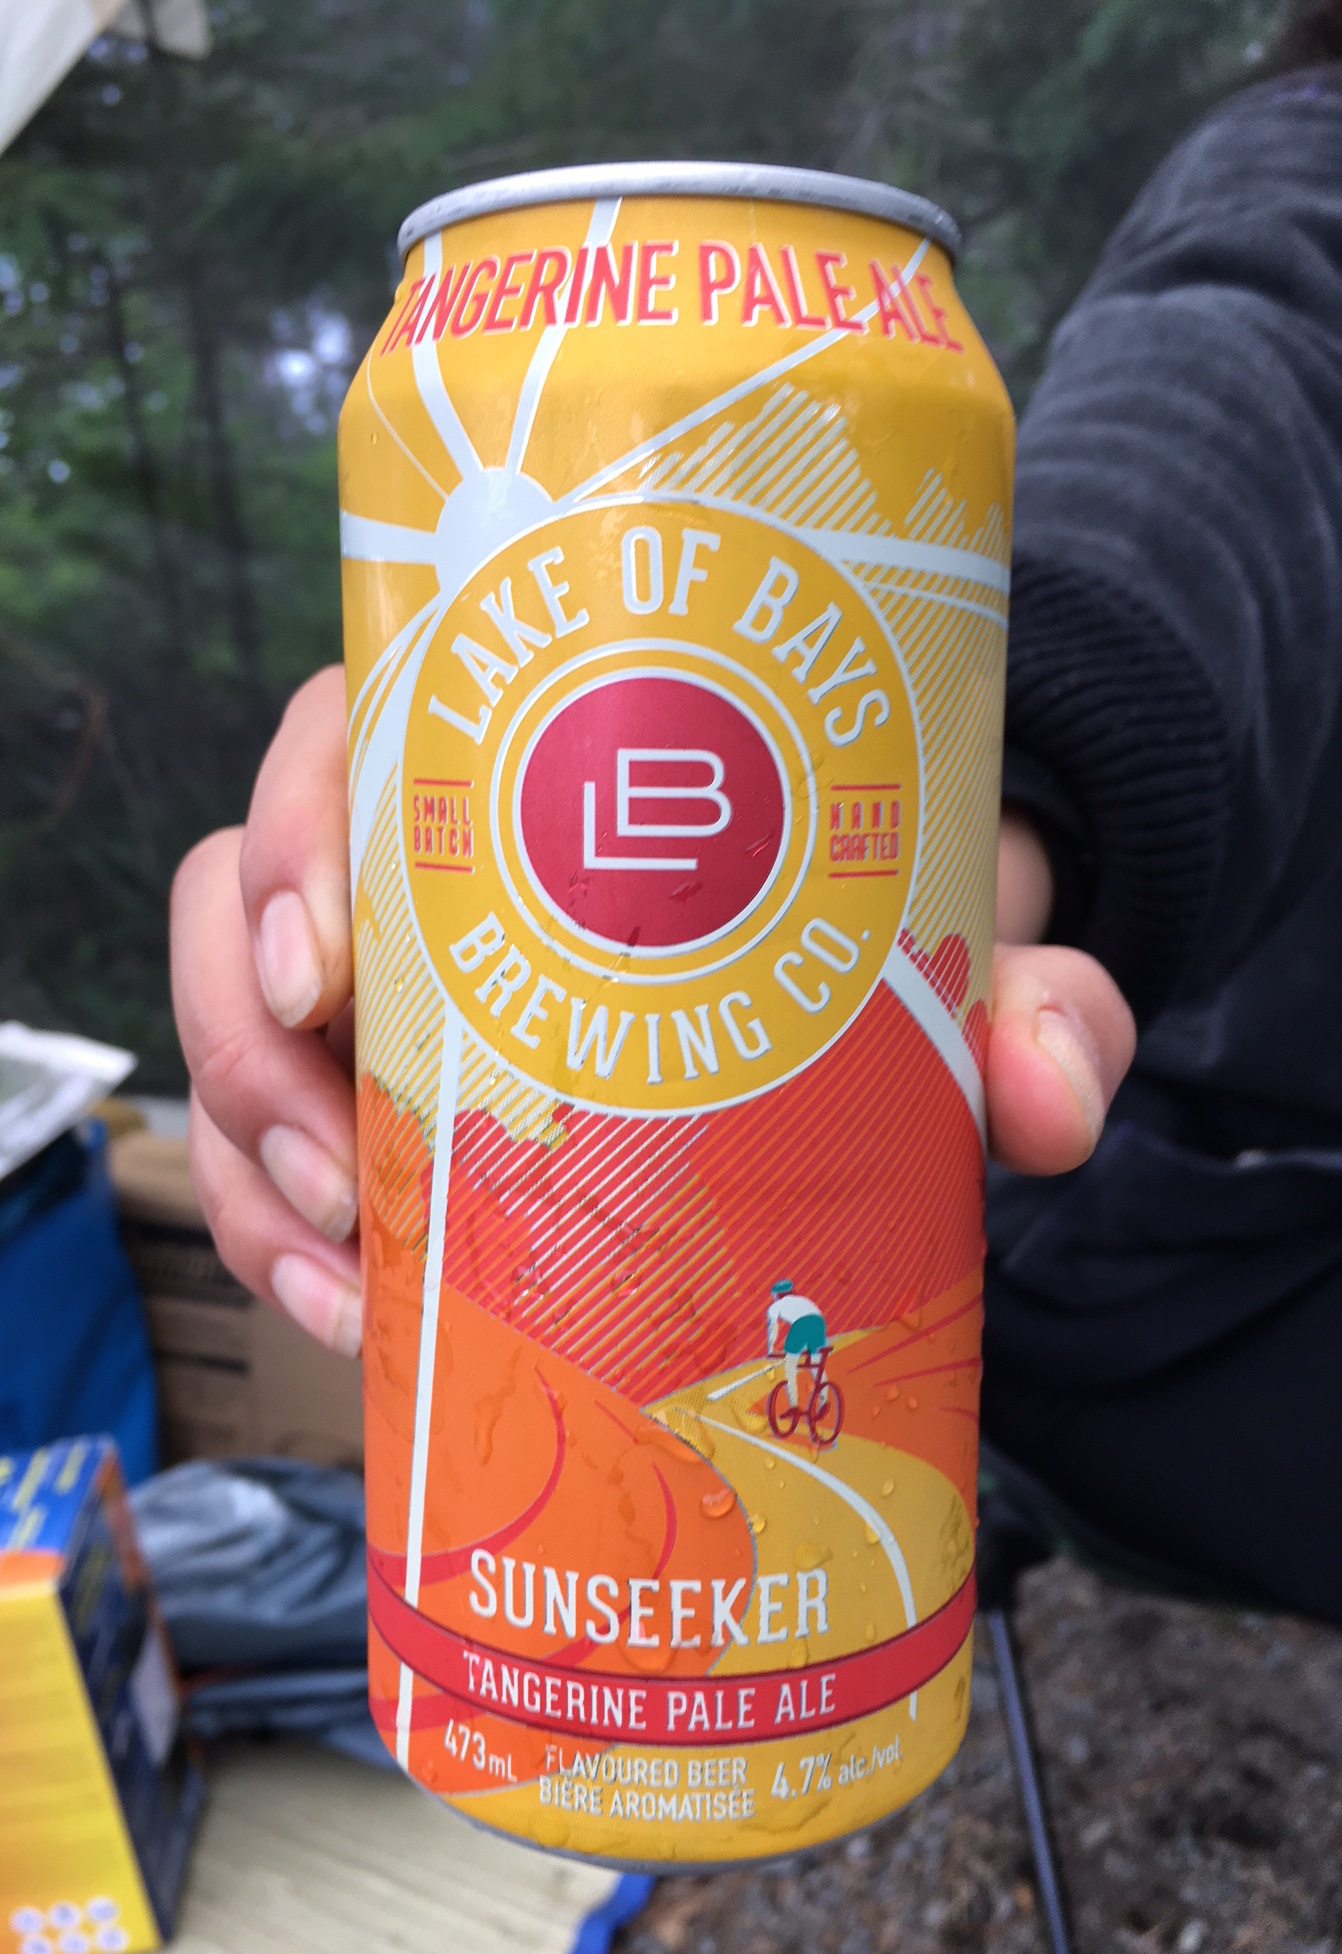 TANGERINE PALE ALE
LAKE OF BAYS
SMALL
BATCH
LB
HAND
CRAFTED
BREWING CO.
SUNSEEKER
TANGERINE PALE ALE
473mL
FLAVOURED BEER
BIÈRE AROMATISÉE
4.7% alc./vol.